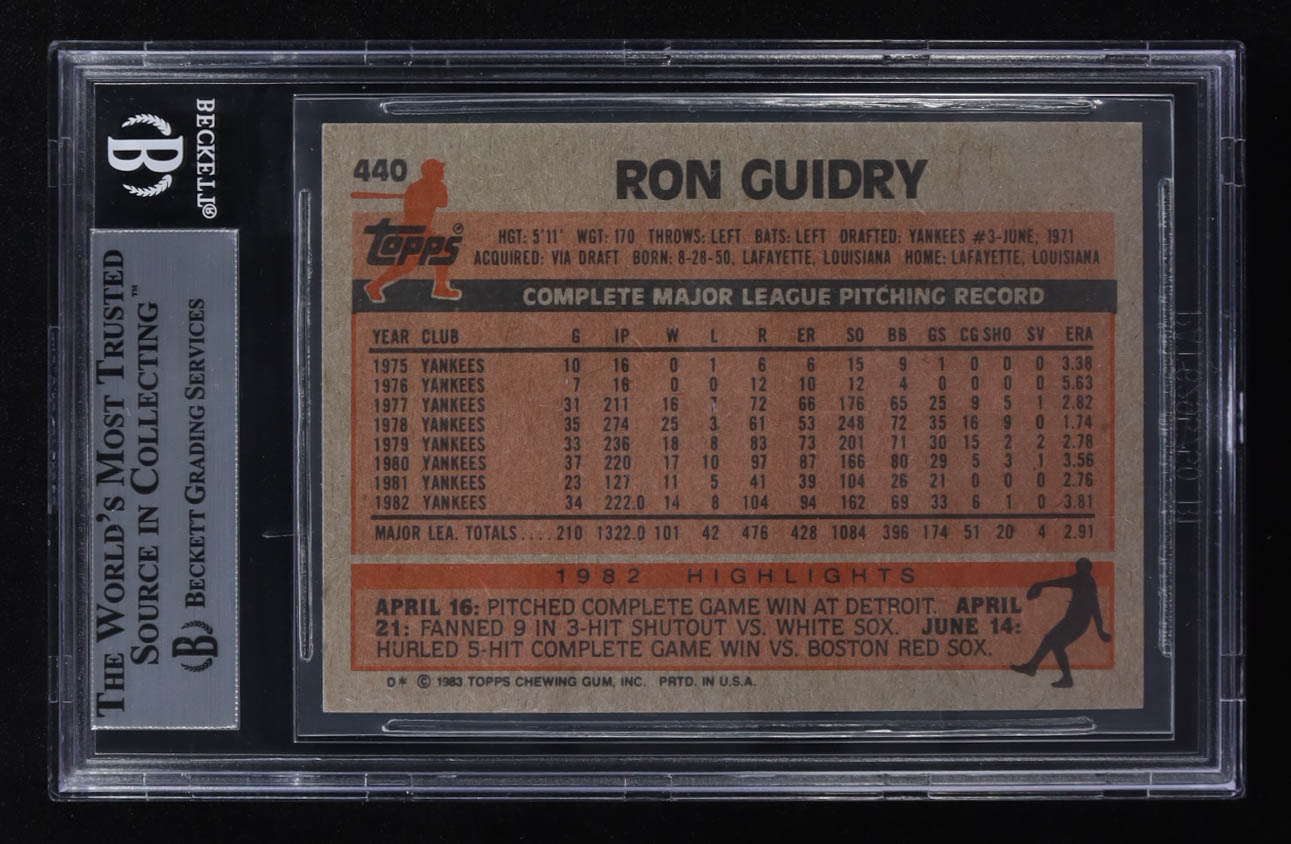 BECKETT®
THE WORLD'S MOST TRUSTED
SOURCE IN COLLECTING™
BECKETT GRADING SERVICES
440
RON GUIDRY
topps®
HGT: 5'11" WGT: 170 THROWS: LEFT BATS: LEFT DRAFTED: YANKEES #3-JUNE, 1971
ACQUIRED: VIA DRAFT BORN: 8-28-50, LAFAYETTE, LOUISIANA HOME: LAFAYETTE, LOUISIANA
COMPLETE MAJOR LEAGUE PITCHING RECORD
YEAR CLUB G IP W L R ER SO BB GS CG SHO SV ERA
1975 YANKEES 10 16 0 1 6 6 15 9 1 0 0 0 3.38
1976 YANKEES 7 16 0 0 12 10 12 4 0 0 0 0 5.63
1977 YANKEES 31 211 16 7 72 66 176 65 25 9 5 1 2.82
1978 YANKEES 35 274 25 3 61 53 248 72 35 16 9 0 1.74
1979 YANKEES 33 236 18 8 83 73 201 71 30 15 2 2 2.78
1980 YANKEES 37 220 17 10 97 87 166 80 29 5 3 1 3.56
1981 YANKEES 23 127 11 5 41 39 104 26 21 0 0 0 2.76
1982 YANKEES 34 222.0 14 8 104 94 162 69 33 6 1 0 3.81
MAJOR LEA. TOTALS.... 210 1322.0 101 42 476 428 1084 396 174 51 20 4 2.91
1982 HIGHLIGHTS
APRIL 16: PITCHED COMPLETE GAME WIN AT DETROIT. APRIL
21: FANNED 9 IN 3-HIT SHUTOUT VS. WHITE SOX. JUNE 14:
HURLED 5-HIT COMPLETE GAME WIN VS. BOSTON RED SOX.
D* © 1983 TOPPS CHEWING GUM, INC. PRTD. IN U.S.A.